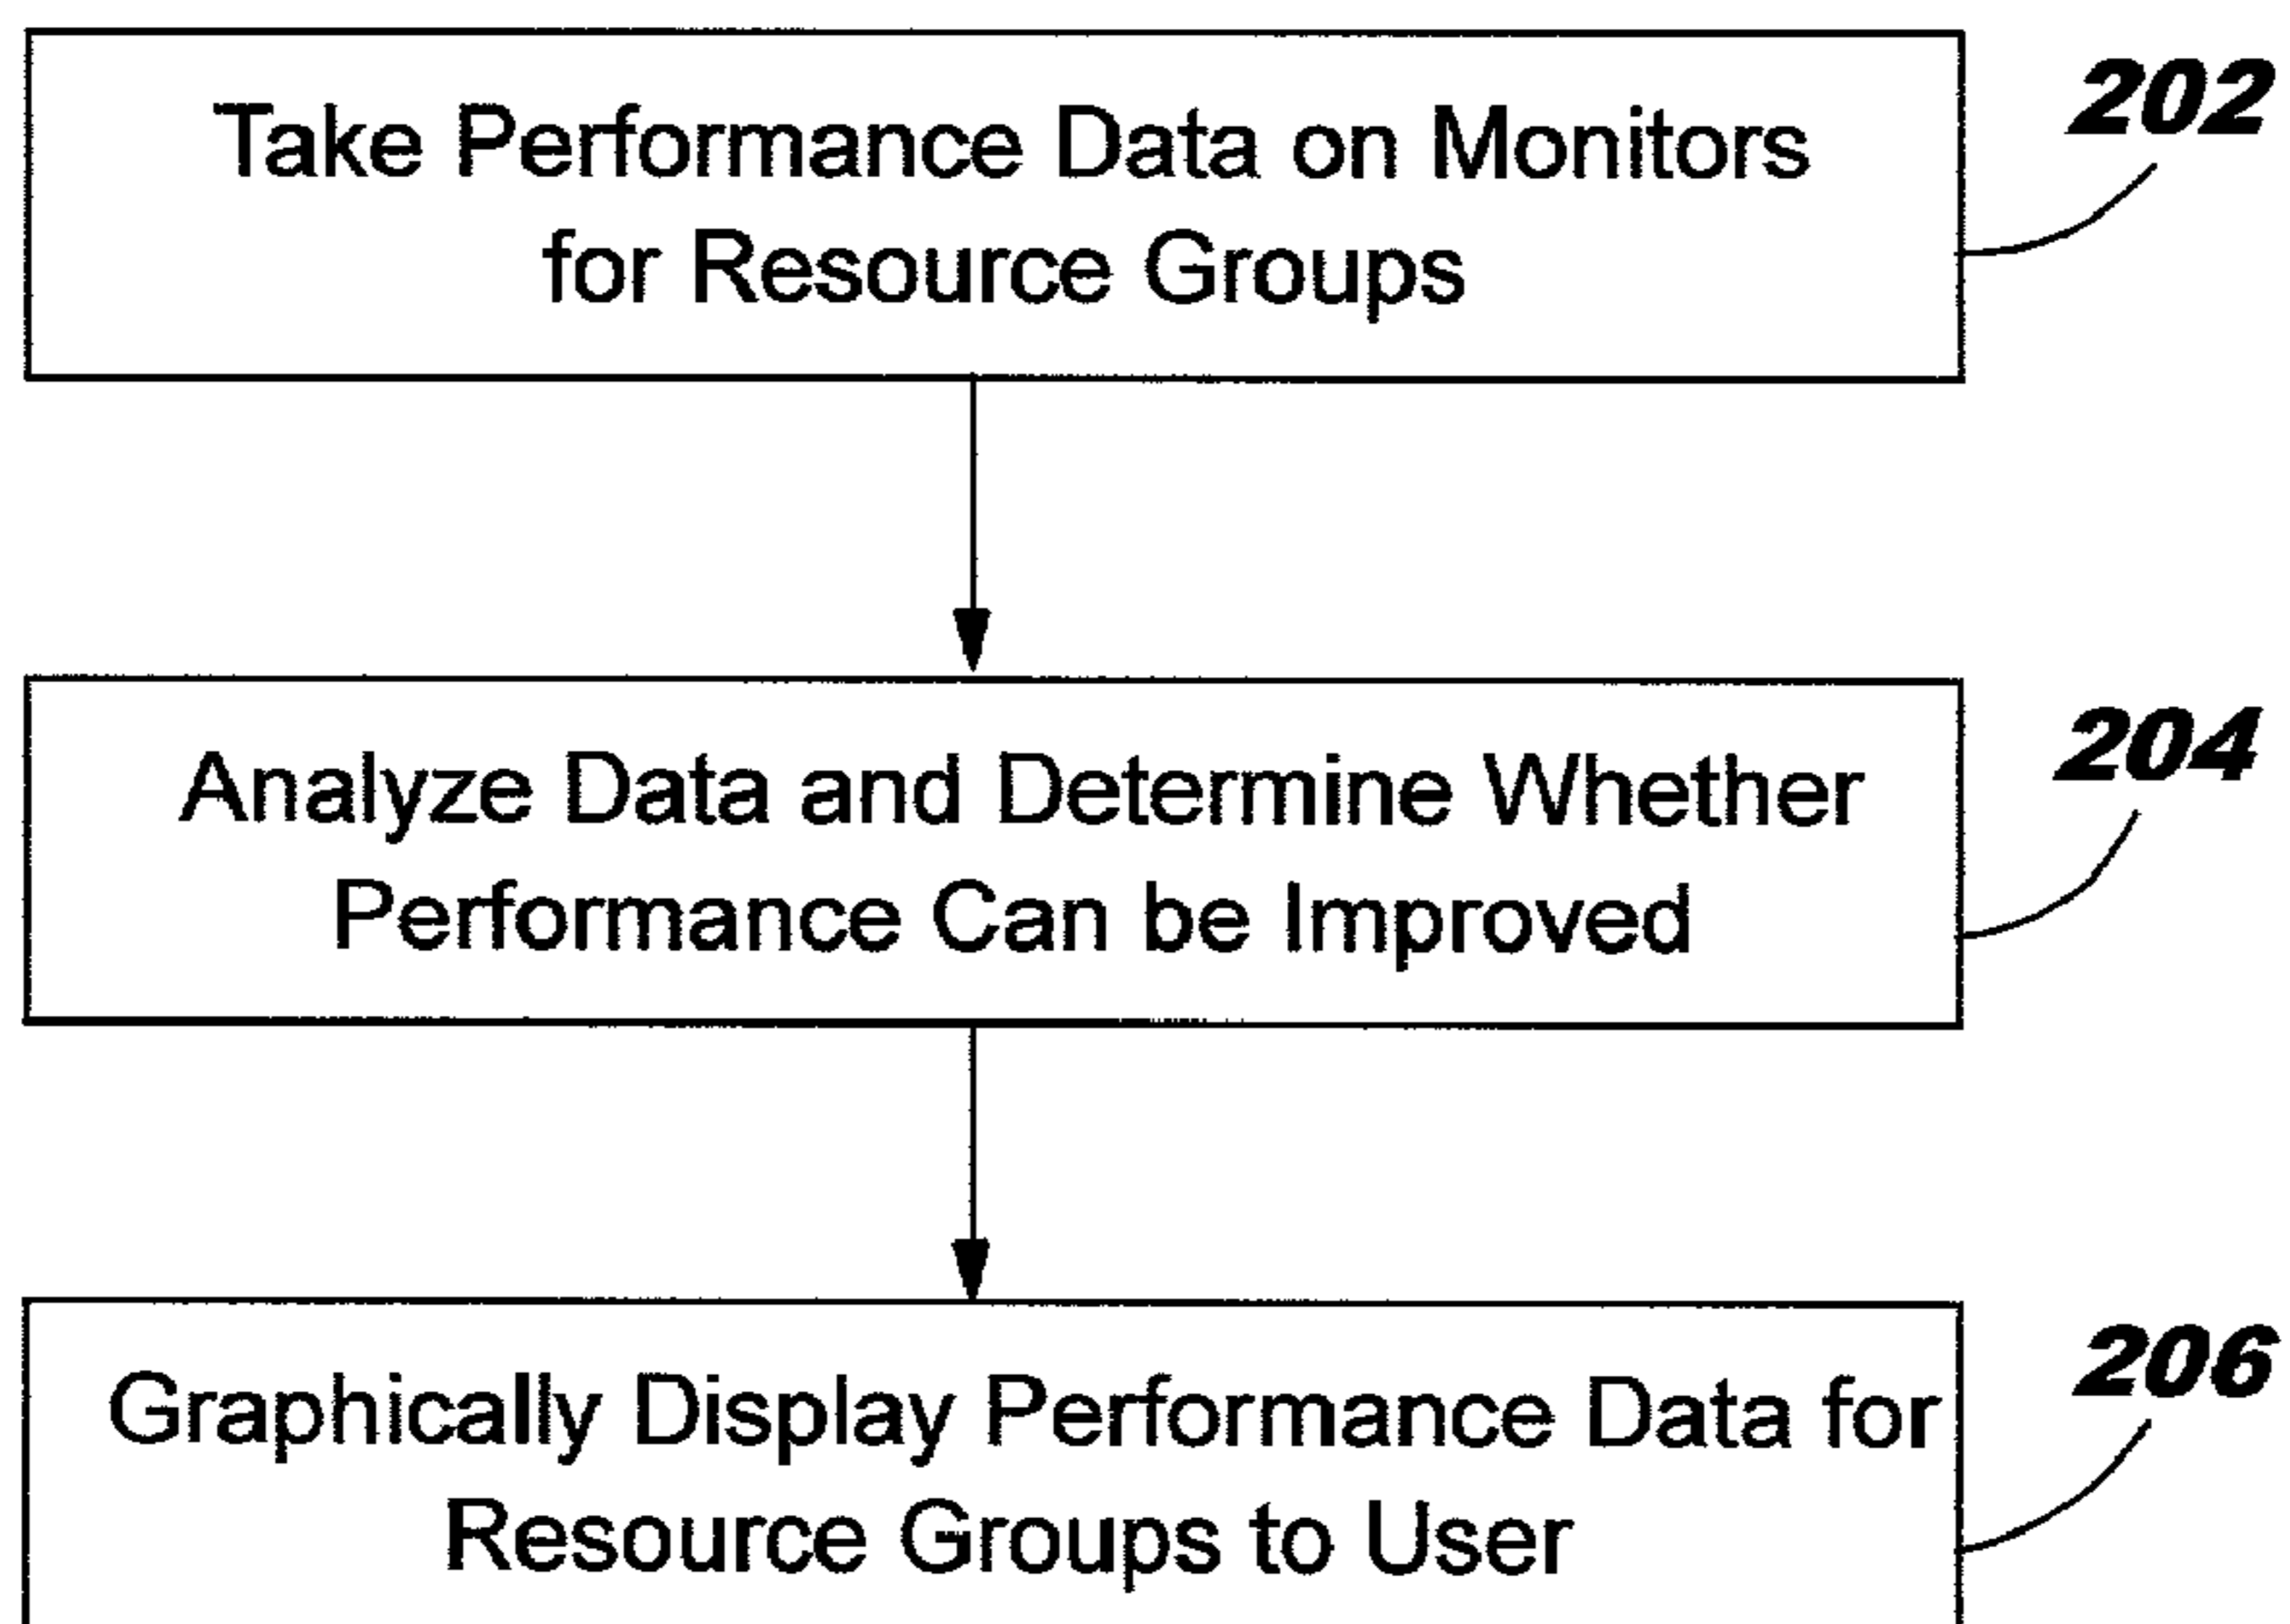 Take Performance Data on Monitors
for Resource Groups
202
Analyze Data and Determine Whether
Performance Can be Improved
204
Graphically Display Performance Data for
Resource Groups to User
206